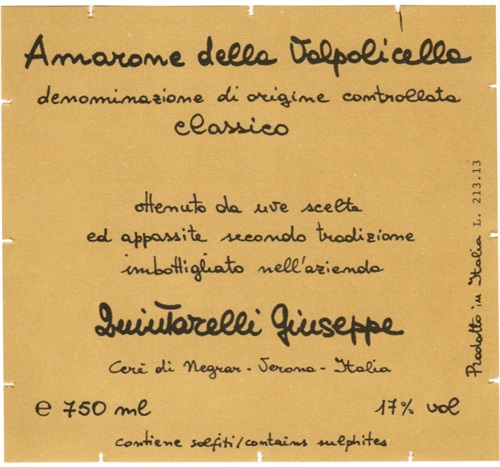 Amarone della Valpolicella
denominazione di origine controllata
classico
ottenuto da uve scelte
ed appassite secondo tradizione
imbottigliato nell'azienda
Quintarelli Giuseppe
Cerè di Negrar - Verona - Italia
e 750 ml
17% vol
contiene solfiti/contains sulphites
Prodotto in Italia L. 213.13